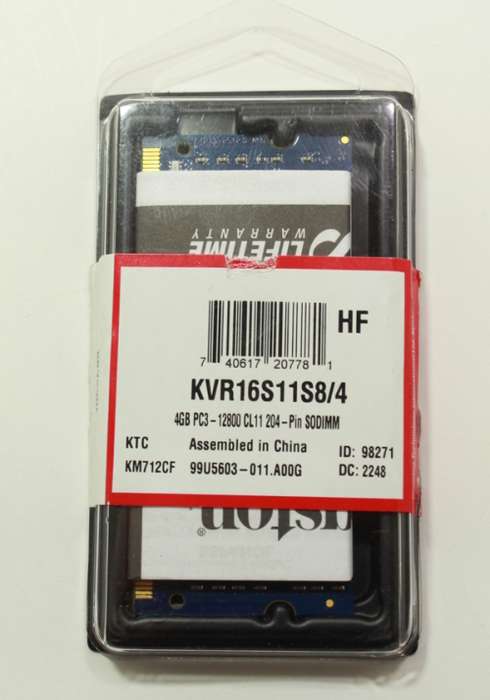 LIFETIME
WARRANTY
HF
7 40617 20778 1
KVR16S11S8/4
4GB PC3-12800 CL11 204-Pin SODIMM
KTC Assembled in China ID: 98271
KM712CF 99U5603-011.A00G DC: 2248
gston®